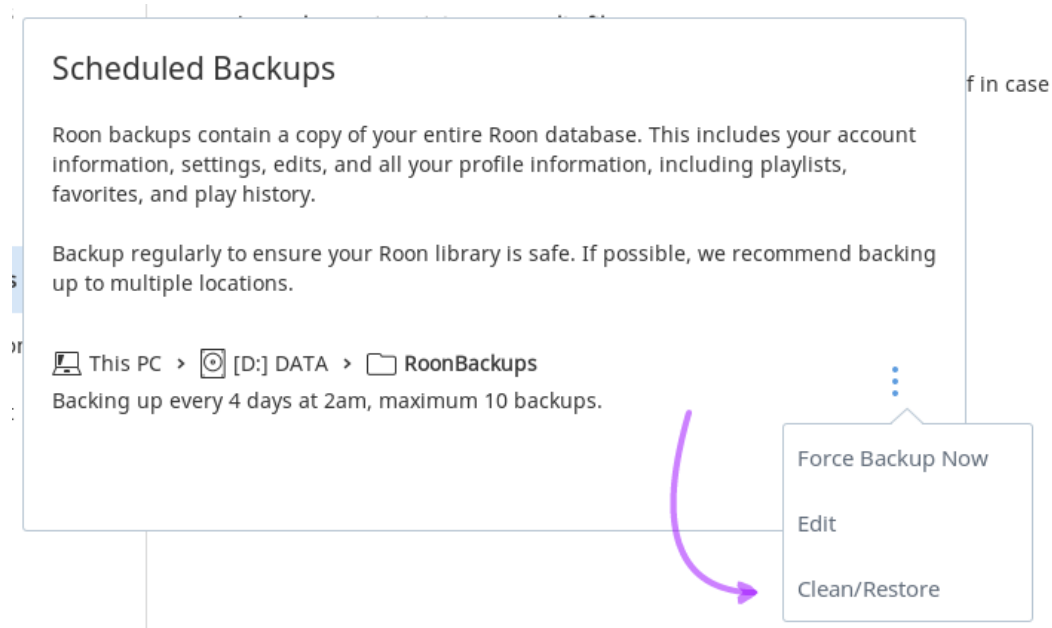 f in case
Scheduled Backups
Roon backups contain a copy of your entire Roon database. This includes your account
information, settings, edits, and all your profile information, including playlists,
favorites, and play history.
Backup regularly to ensure your Roon library is safe. If possible, we recommend backing
up to multiple locations.
This PC > [D:] DATA > RoonBackups
Backing up every 4 days at 2am, maximum 10 backups.
Force Backup Now
Edit
Clean/Restore